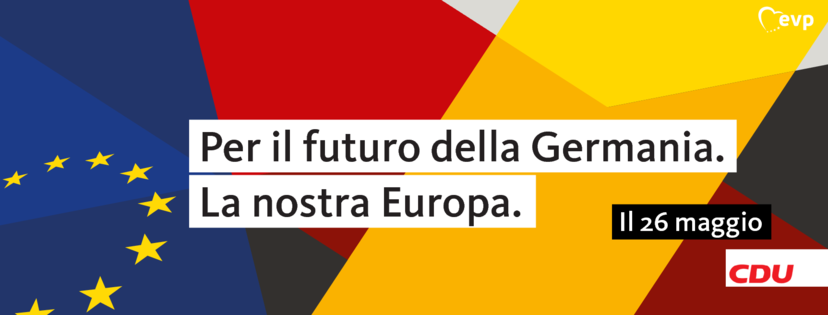 evp
Per il futuro della Germania.
La nostra Europa.
Il 26 maggio
CDU